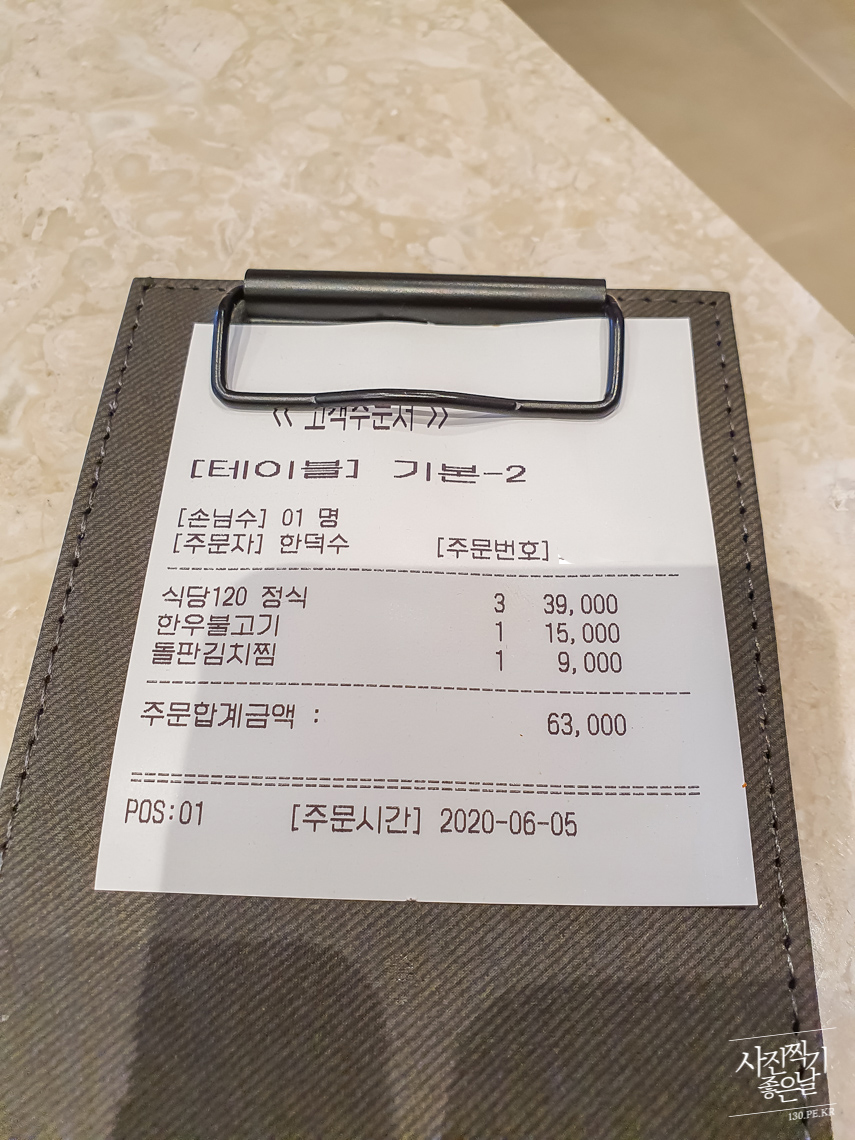 《 고객주문서 》
[테이블] 기본-2
[손님수] 01 명
[주문자] 한덕수 [주문번호]
식당120 정식 3 39,000
한우불고기 1 15,000
돌판김치찜 1 9,000
주문합계금액 : 63,000
POS:01 [주문시간] 2020-06-05
사진찍기
좋은날
130.PE.KR